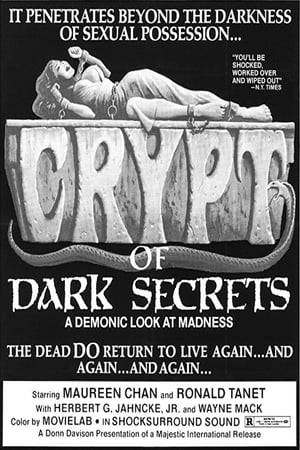 IT PENETRATES BEYOND THE DARKNESS
OF SEXUAL POSSESSION...
"YOU'LL BE
SHOCKED,
WORKED OVER
AND WIPED OUT"
—N.Y. TIMES
CRYPT
OF
DARK SECRETS
A DEMONIC LOOK AT MADNESS
THE DEAD DO RETURN TO LIVE AGAIN...AND
AGAIN...AND AGAIN...
Starring MAUREEN CHAN and RONALD TANET
With HERBERT G. JAHNCKE, JR. and WAYNE MACK
Color by MOVIELAB • IN SHOCKSURROUND SOUND
R
A Donn Davison Presentation of a Majestic International Release